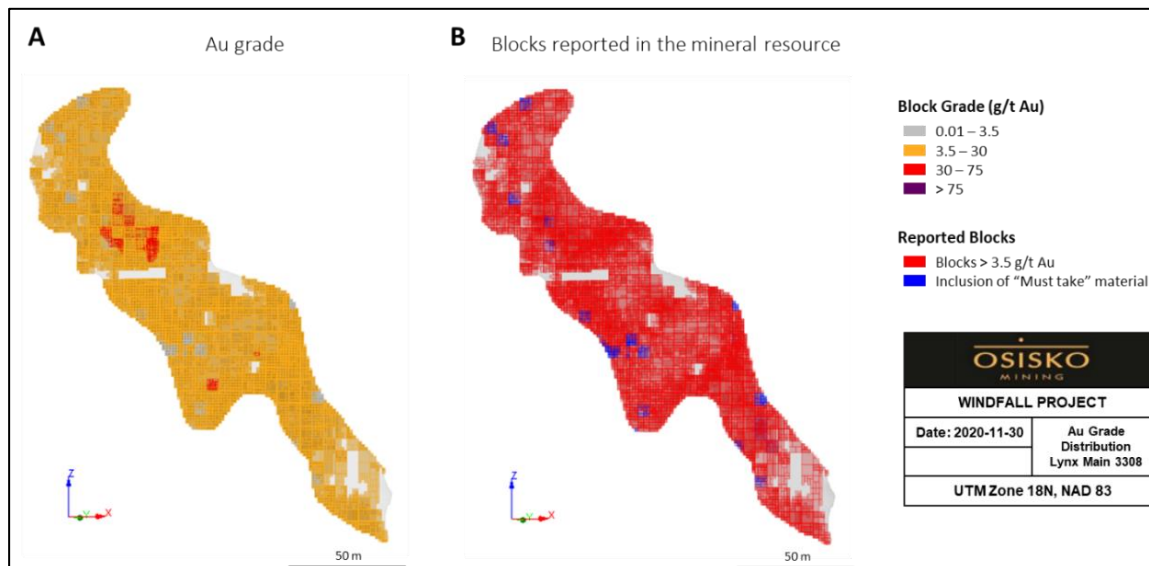 A
Au grade
B
Blocks reported in the mineral resource
Block Grade (g/t Au)
0.01 – 3.5
3.5 – 30
30 – 75
> 75
Reported Blocks
Blocks > 3.5 g/t Au
Inclusion of “Must take” material
OSISKO
MINING
WINDFALL PROJECT
Date: 2020-11-30
Au Grade
Distribution
Lynx Main 3308
UTM Zone 18N, NAD 83
Z
Y
X
50 m
Z
Y
X
50 m